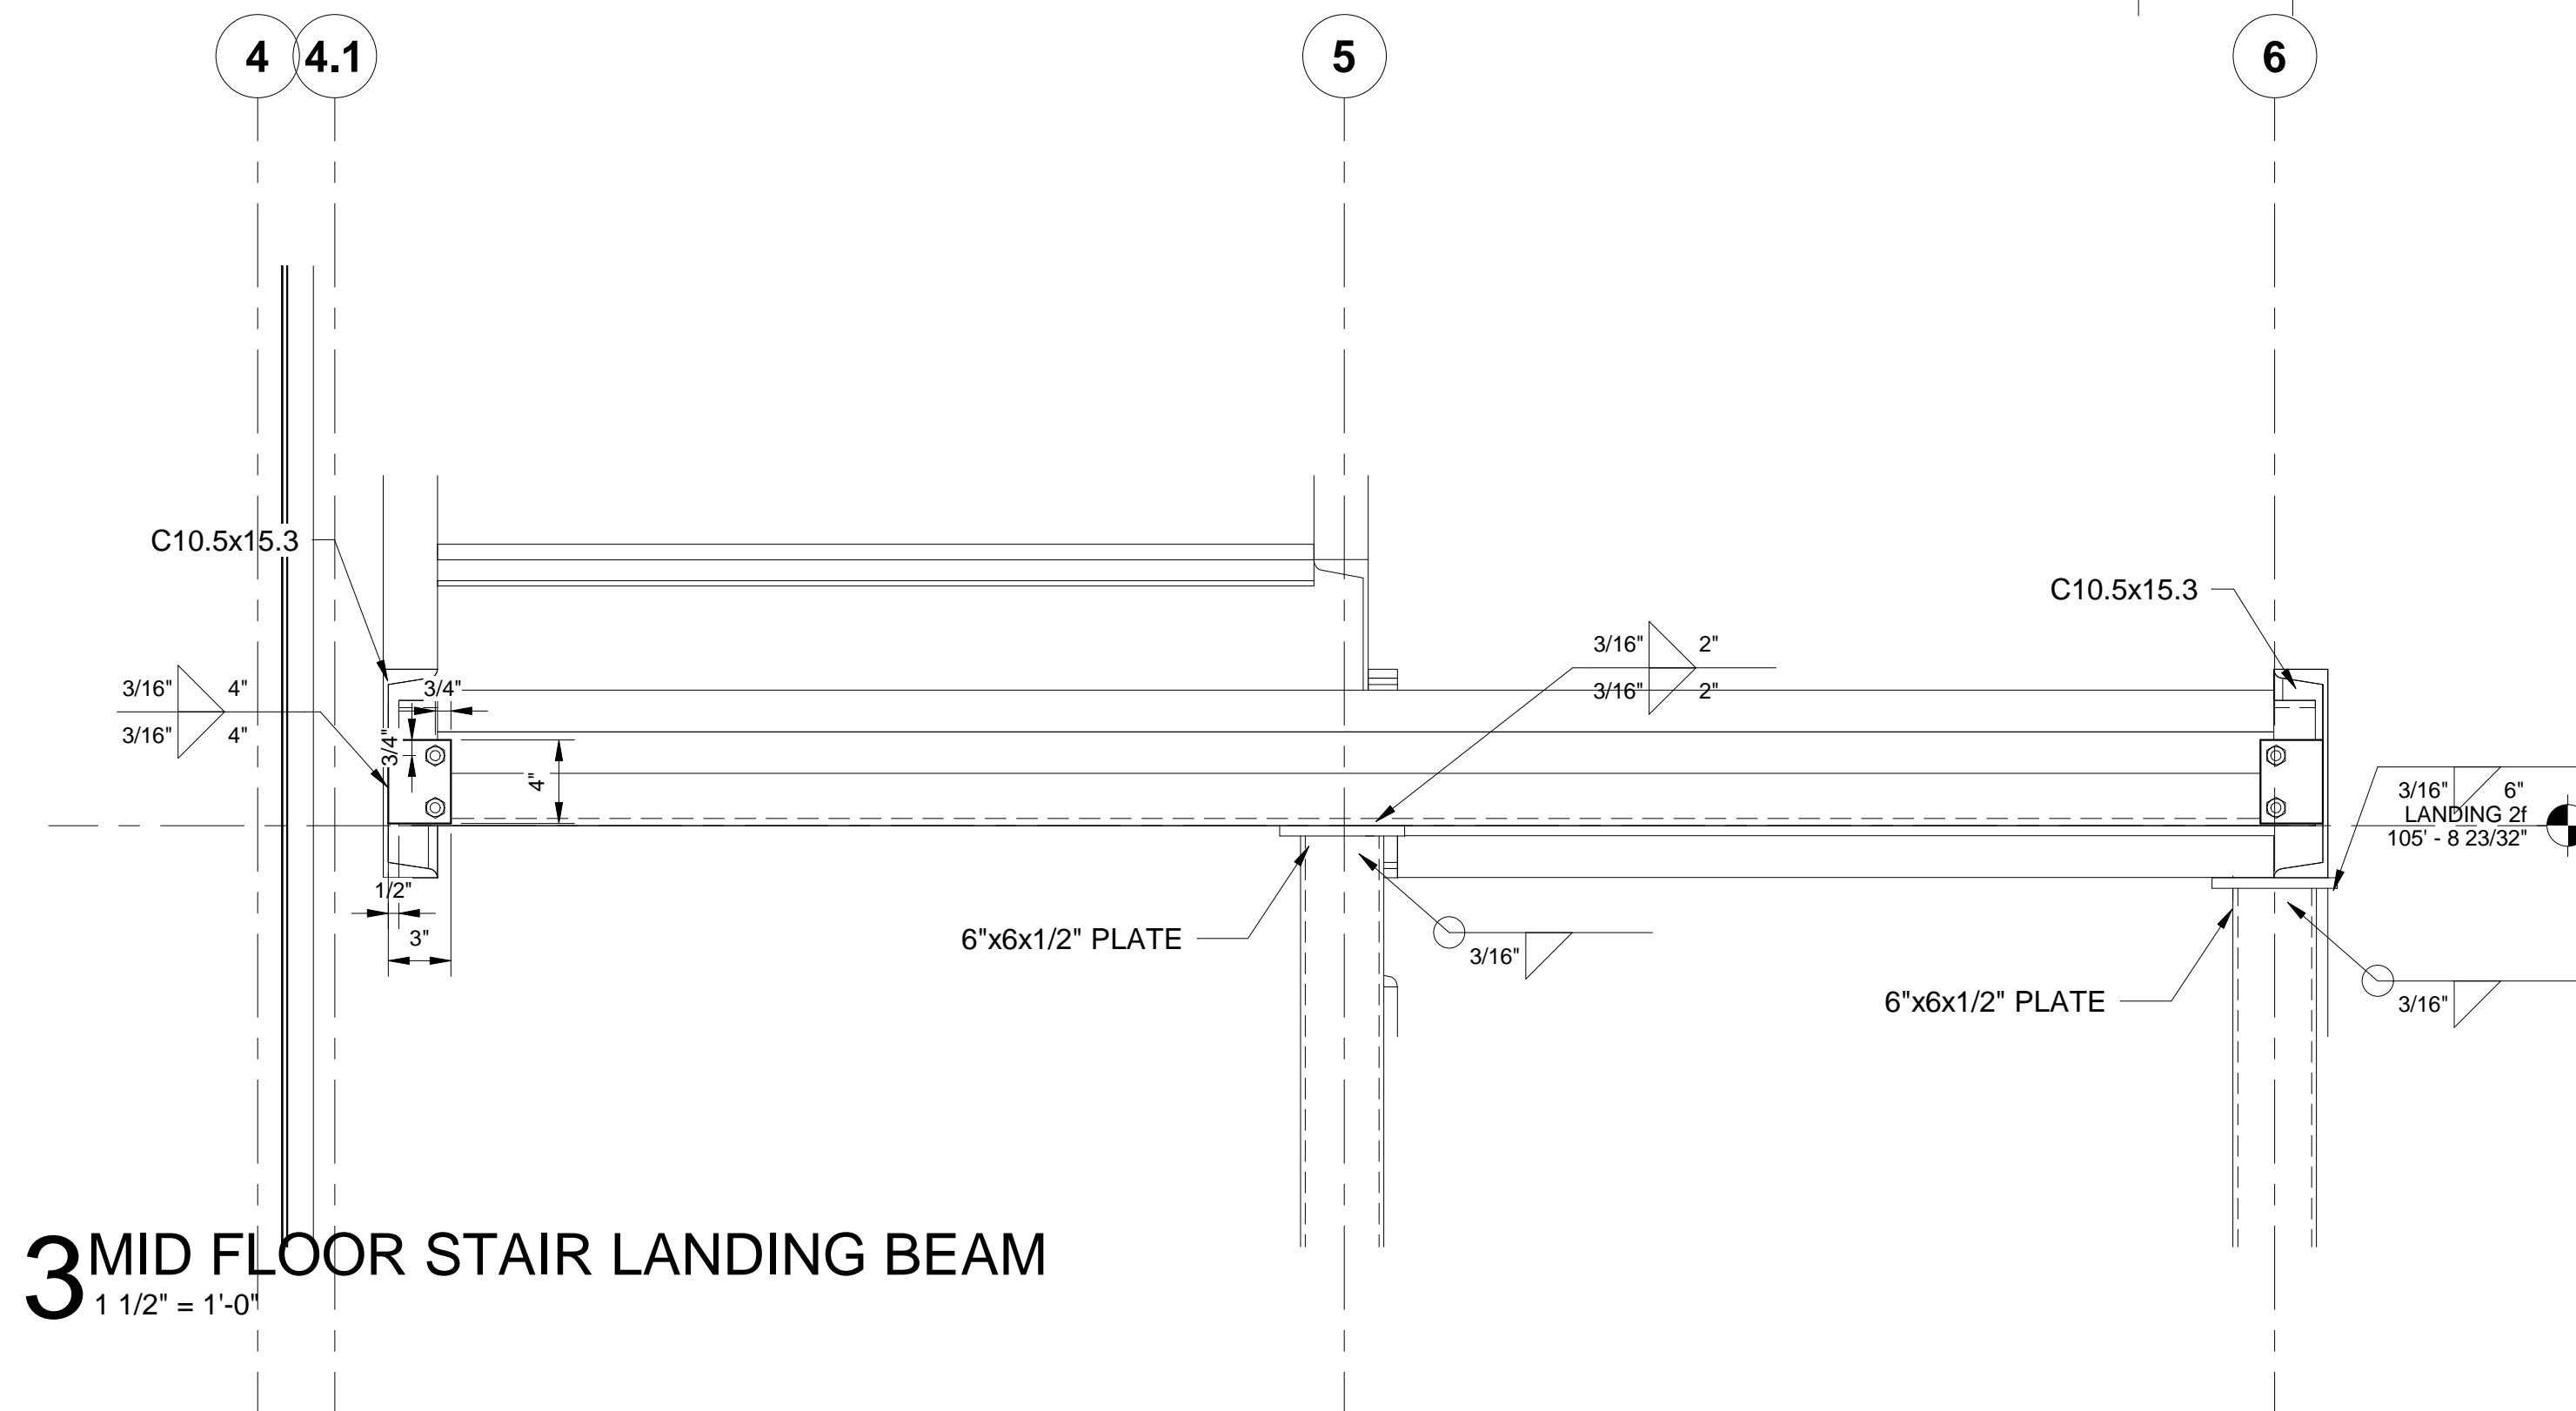 4
4.1
5
6
C10.5x15.3
C10.5x15.3
3/16" 2"
3/16" 2"
3/16" 4"
3/16" 4"
3/4"
3/4"
4"
3/16" 6"
LANDING 2f
105' - 8 23/32"
1/2"
3"
6"x6x1/2" PLATE
3/16"
6"x6x1/2" PLATE
3/16"
3 MID FLOOR STAIR LANDING BEAM
1 1/2" = 1'-0"